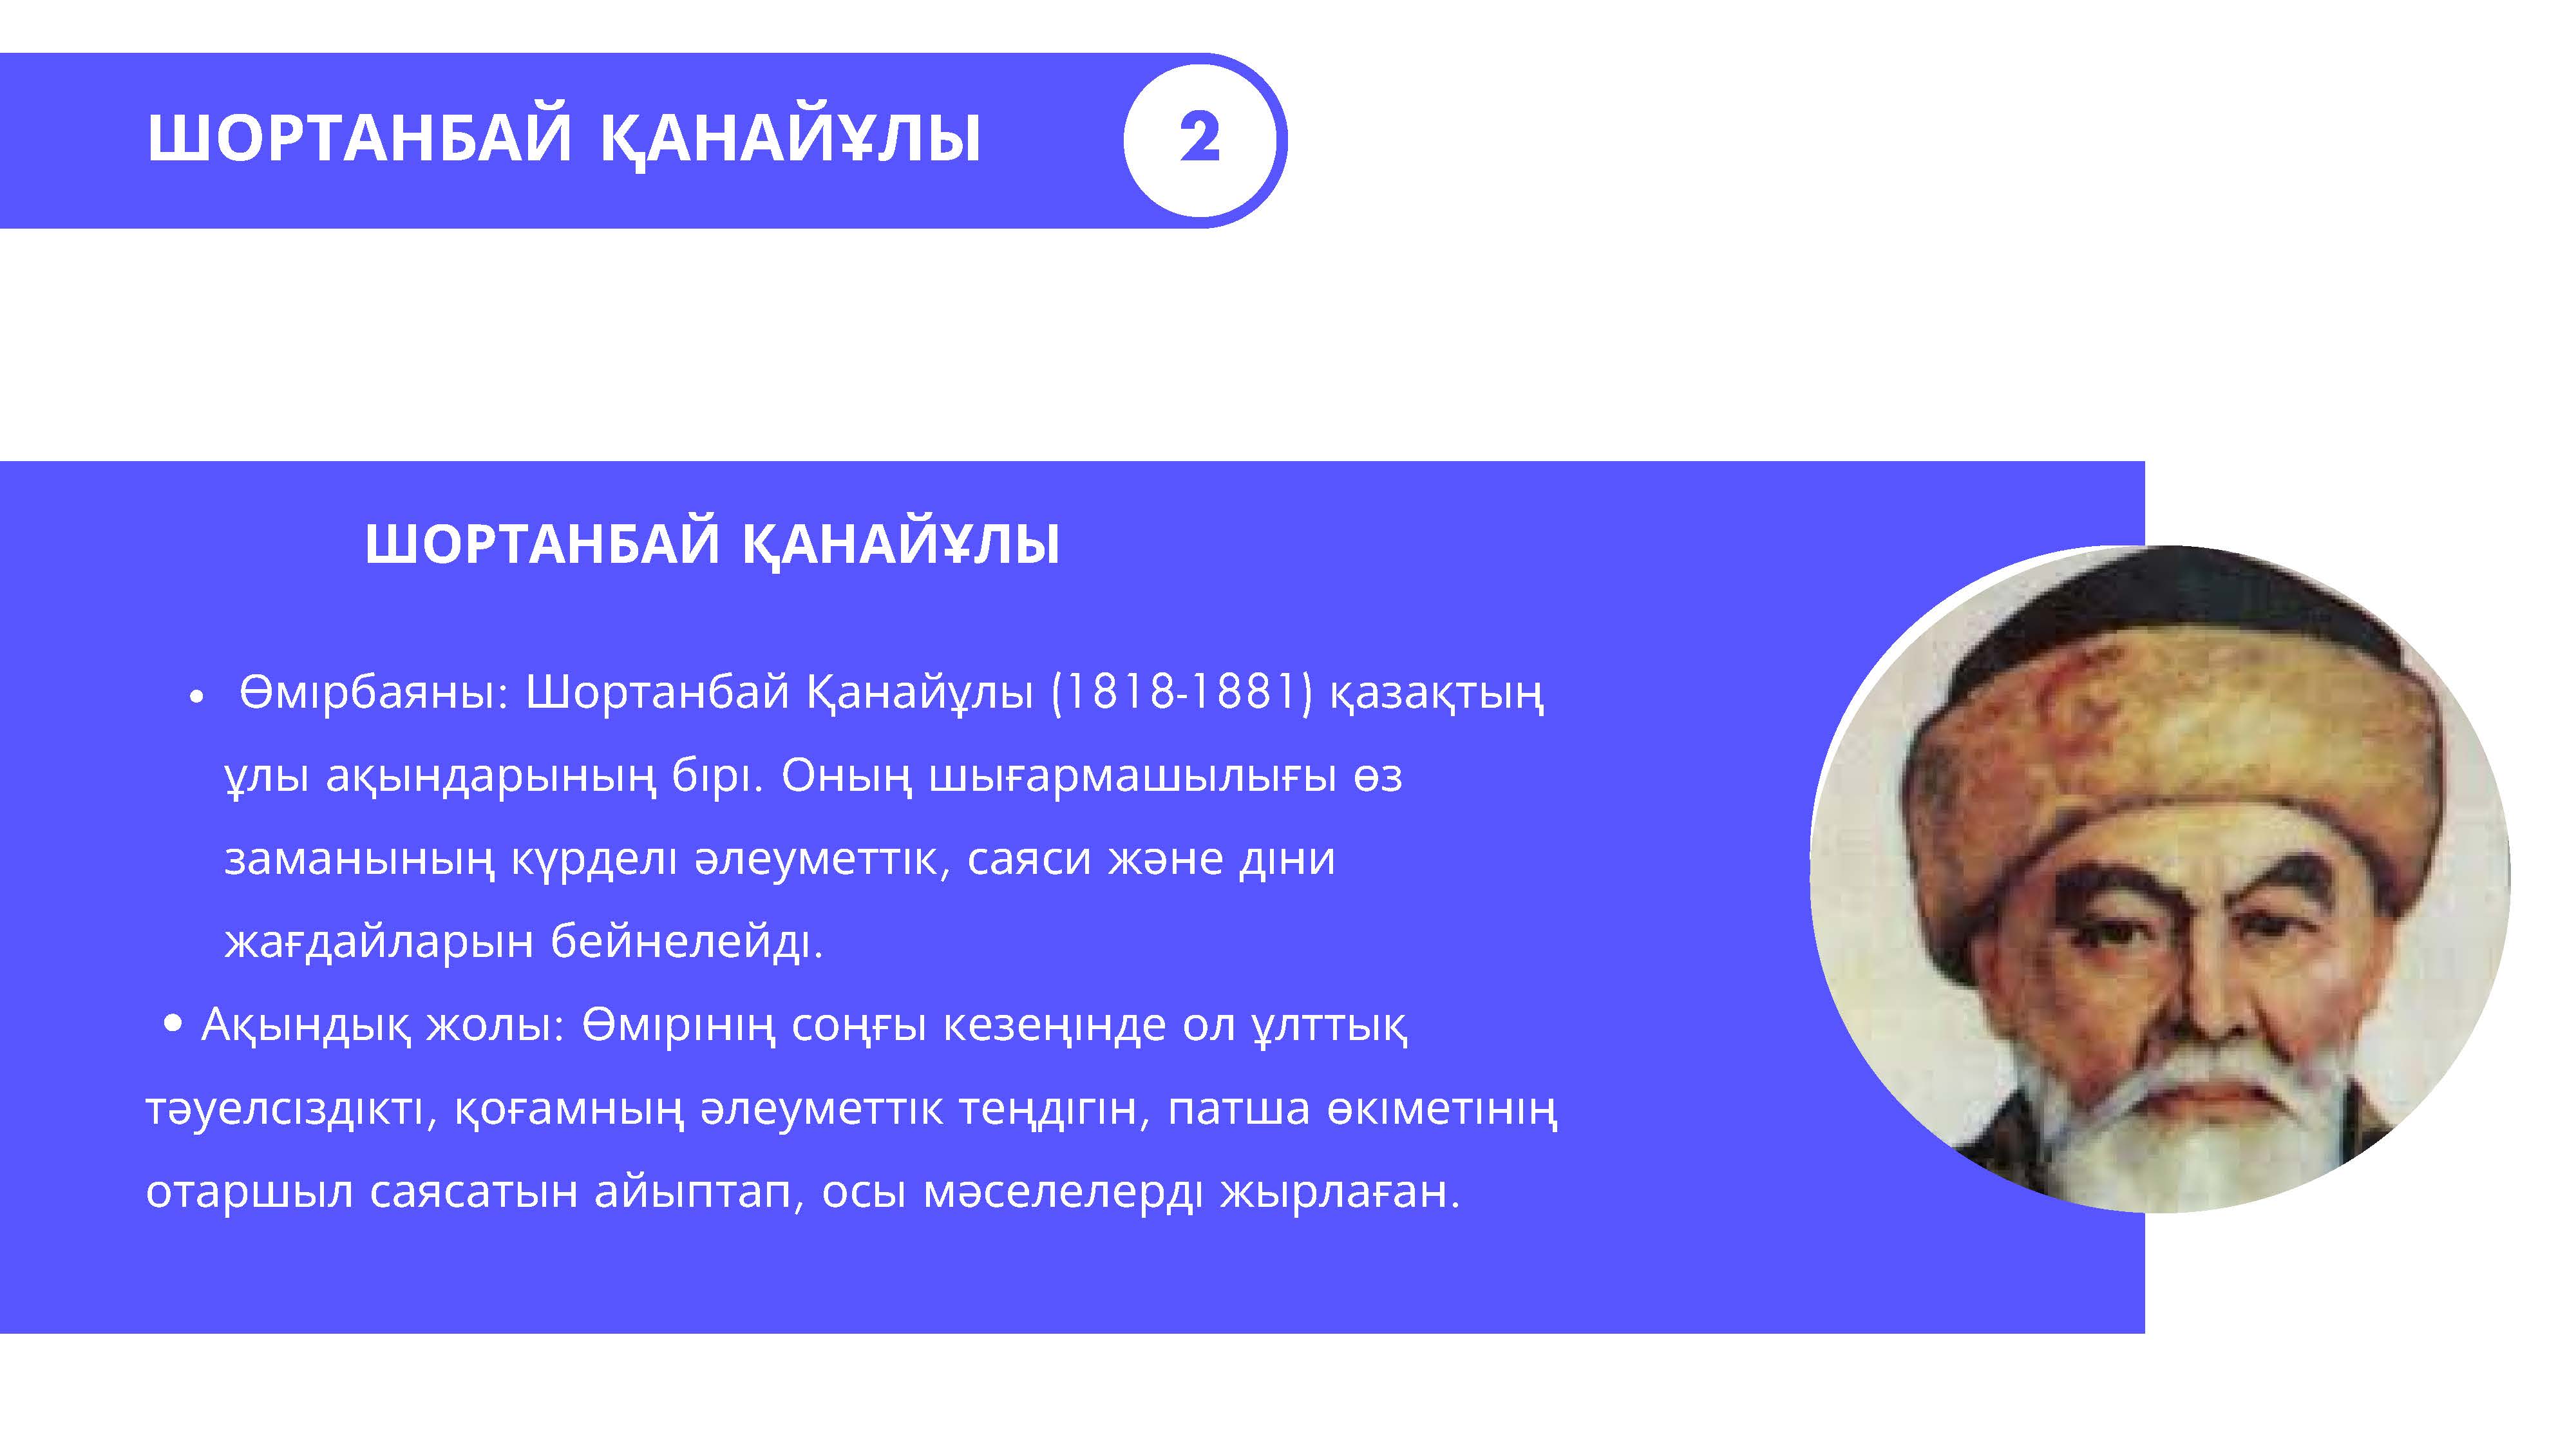 ШОРТАНБАЙ ҚАНАЙҰЛЫ
2
ШОРТАНБАЙ ҚАНАЙҰЛЫ
• Өмірбаяны: Шортанбай Қанайұлы (1818-1881) қазақтың
ұлы ақындарының бірі. Оның шығармашылығы өз
заманының күрделі әлеуметтік, саяси және діни
жағдайларын бейнелейді.
• Ақындық жолы: Өмірінің соңғы кезеңінде ол ұлттық
тәуелсіздікті, қоғамның әлеуметтік теңдігін, патша өкіметінің
отаршыл саясатын айыптап, осы мәселелерді жырлаған.